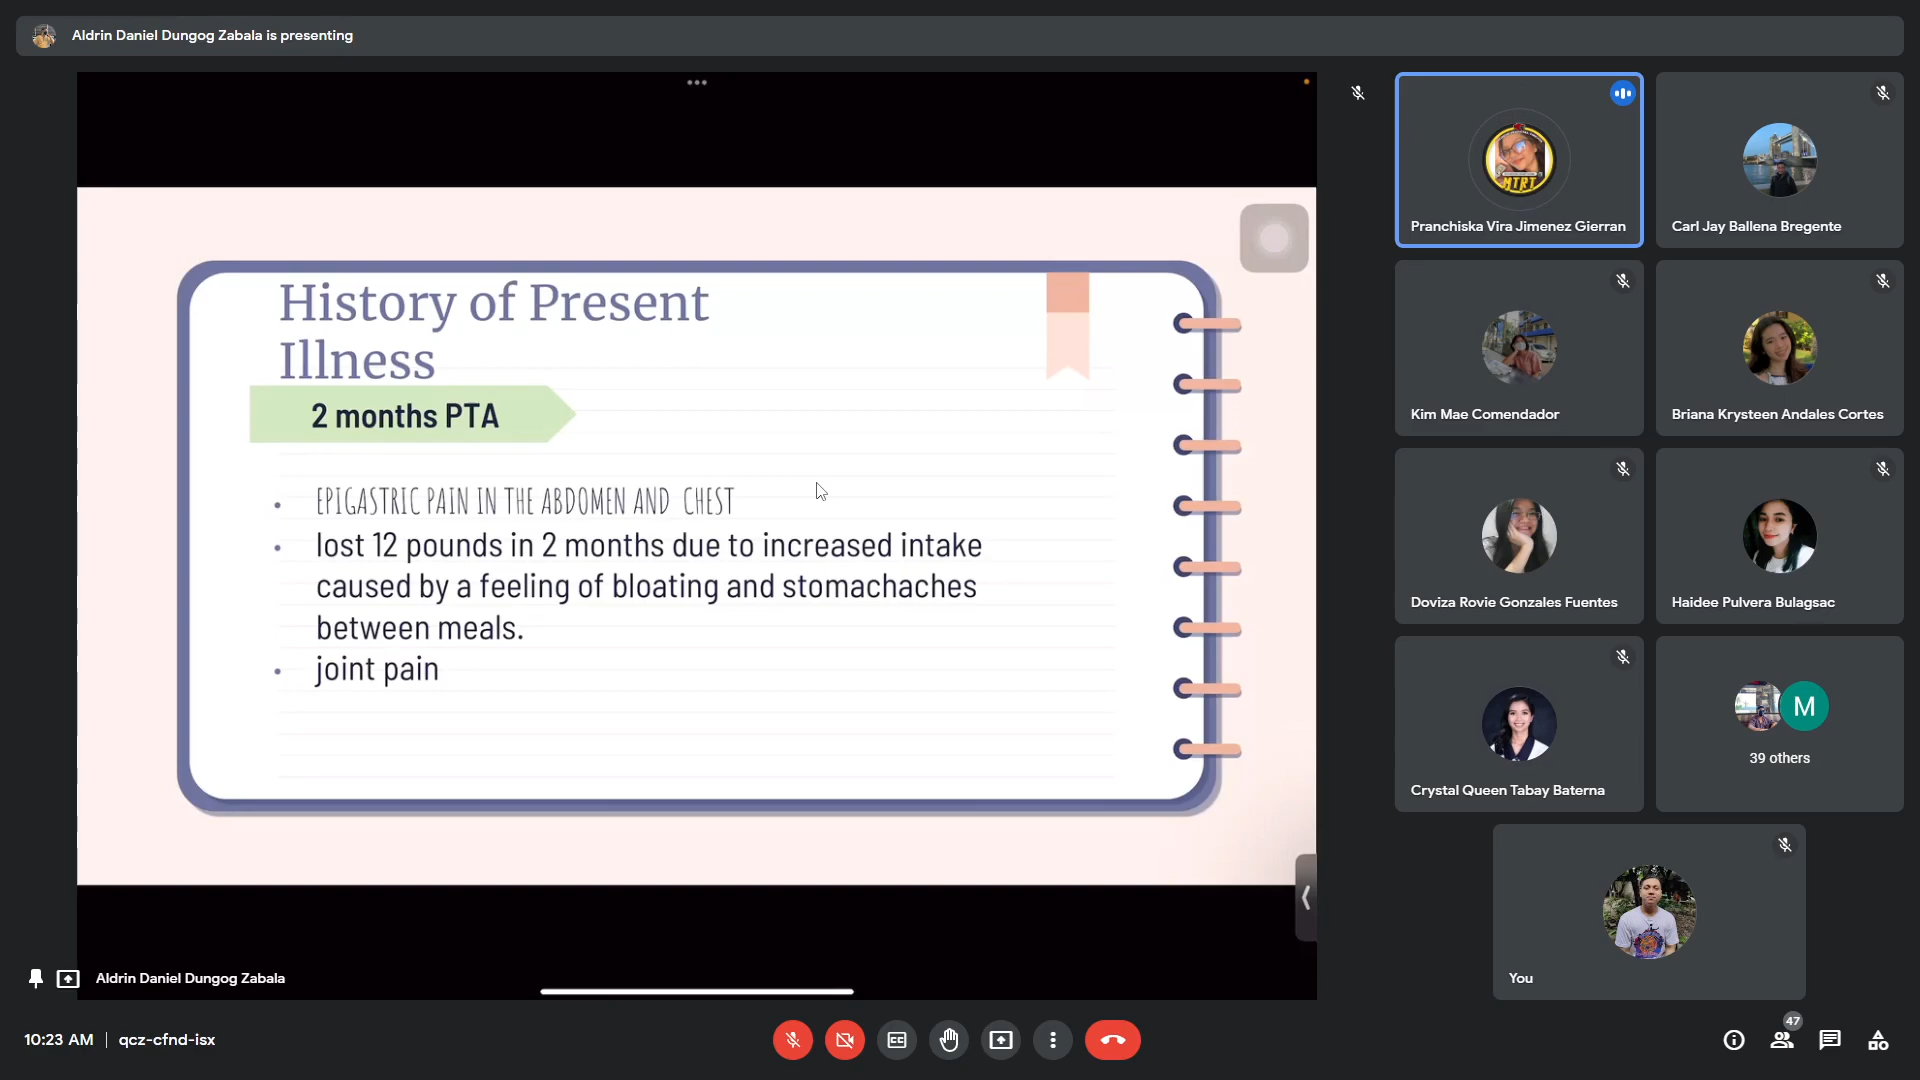 Aldrin Daniel Dungog Zabala is presenting
History of Present
Illness
2 months PTA
• EPIGASTRIC PAIN IN THE ABDOMEN AND CHEST
• lost 12 pounds in 2 months due to increased intake
caused by a feeling of bloating and stomachaches
between meals.
• joint pain
Aldrin Daniel Dungog Zabala
MTRT
Pranchiska Vira Jimenez Gierran
Carl Jay Ballena Bregente
Kim Mae Comendador
Briana Krysteen Andales Cortes
Doviza Rovie Gonzales Fuentes
Haidee Pulvera Bulagsac
Crystal Queen Tabay Baterna
M
39 others
You
10:23 AM | qcz-cfnd-isx
CC
47